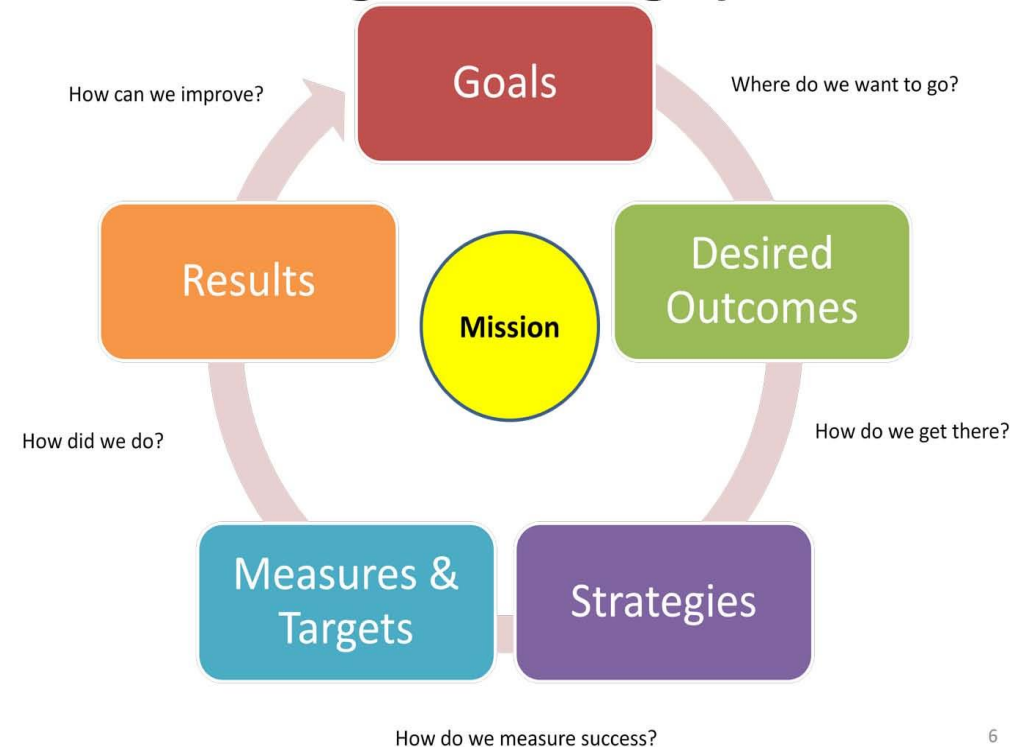 Goals
Where do we want to go?
How can we improve?
Desired
Outcomes
Results
Mission
How do we get there?
How did we do?
Strategies
Measures &
Targets
How do we measure success?
6